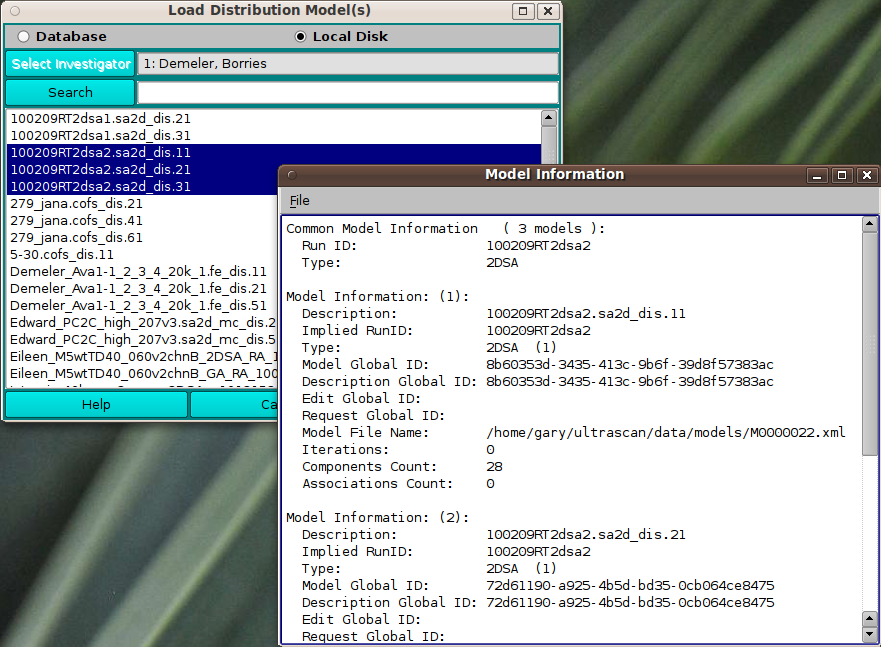 Load Distribution Model(s)
Database
Local Disk
Select Investigator
1: Demeler, Borries
Search
100209RT2dsa1.sa2d_dis.21
100209RT2dsa1.sa2d_dis.31
100209RT2dsa2.sa2d_dis.11
100209RT2dsa2.sa2d_dis.21
100209RT2dsa2.sa2d_dis.31
279_jana.cofs_dis.21
279_jana.cofs_dis.41
279_jana.cofs_dis.61
5-30.cofs_dis.11
Demeler_Ava1-1_2_3_4_20k_1.fe_dis.11
Demeler_Ava1-1_2_3_4_20k_1.fe_dis.21
Demeler_Ava1-1_2_3_4_20k_1.fe_dis.51
Edward_PC2C_high_207v3.sa2d_mc_dis.2
Edward_PC2C_high_207v3.sa2d_mc_dis.5
Eileen_M5wtTD40_060v2chnB_2DSA_RA_1
Eileen_M5wtTD40_060v2chnB_GA_RA_100
Help
Ca
Model Information
File
Common Model Information   ( 3 models ):
Run ID:                100209RT2dsa2
Type:                  2DSA
Model Information: (1):
Description:           100209RT2dsa2.sa2d_dis.11
Implied RunID:         100209RT2dsa2
Type:                  2DSA  (1)
Model Global ID:       8b60353d-3435-413c-9b6f-39d8f57383ac
Description Global ID: 8b60353d-3435-413c-9b6f-39d8f57383ac
Edit Global ID:
Request Global ID:
Model File Name:       /home/gary/ultrascan/data/models/M0000022.xml
Iterations:            0
Components Count:      28
Associations Count:    0
Model Information: (2):
Description:           100209RT2dsa2.sa2d_dis.21
Implied RunID:         100209RT2dsa2
Type:                  2DSA  (1)
Model Global ID:       72d61190-a925-4b5d-bd35-0cb064ce8475
Description Global ID: 72d61190-a925-4b5d-bd35-0cb064ce8475
Edit Global ID:
Request Global ID: